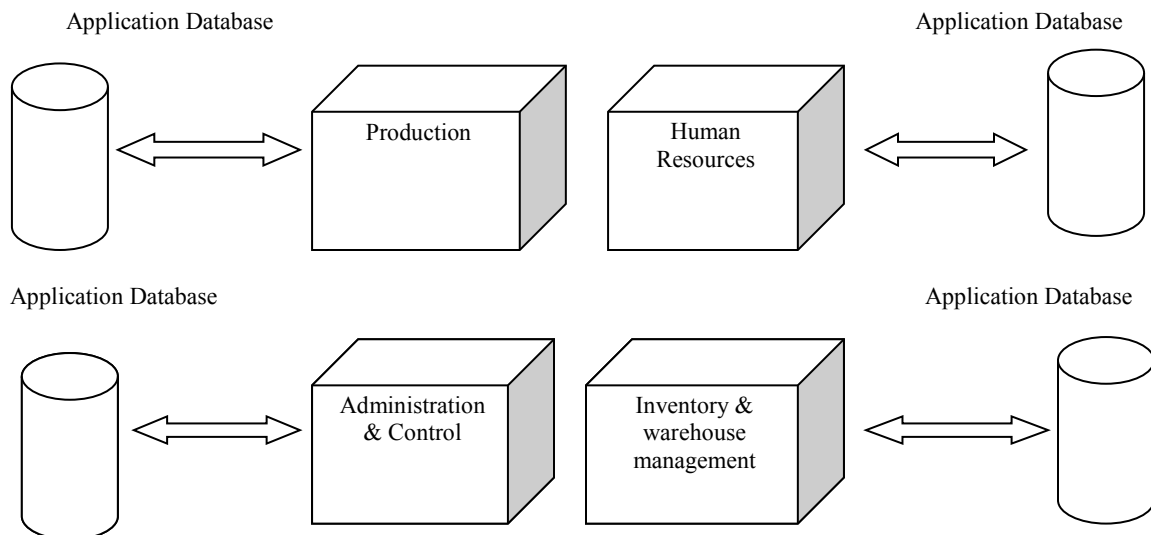 Application Database
Application Database
Production
Human
Resources
Application Database
Application Database
Administration
& Control
Inventory &
warehouse
management